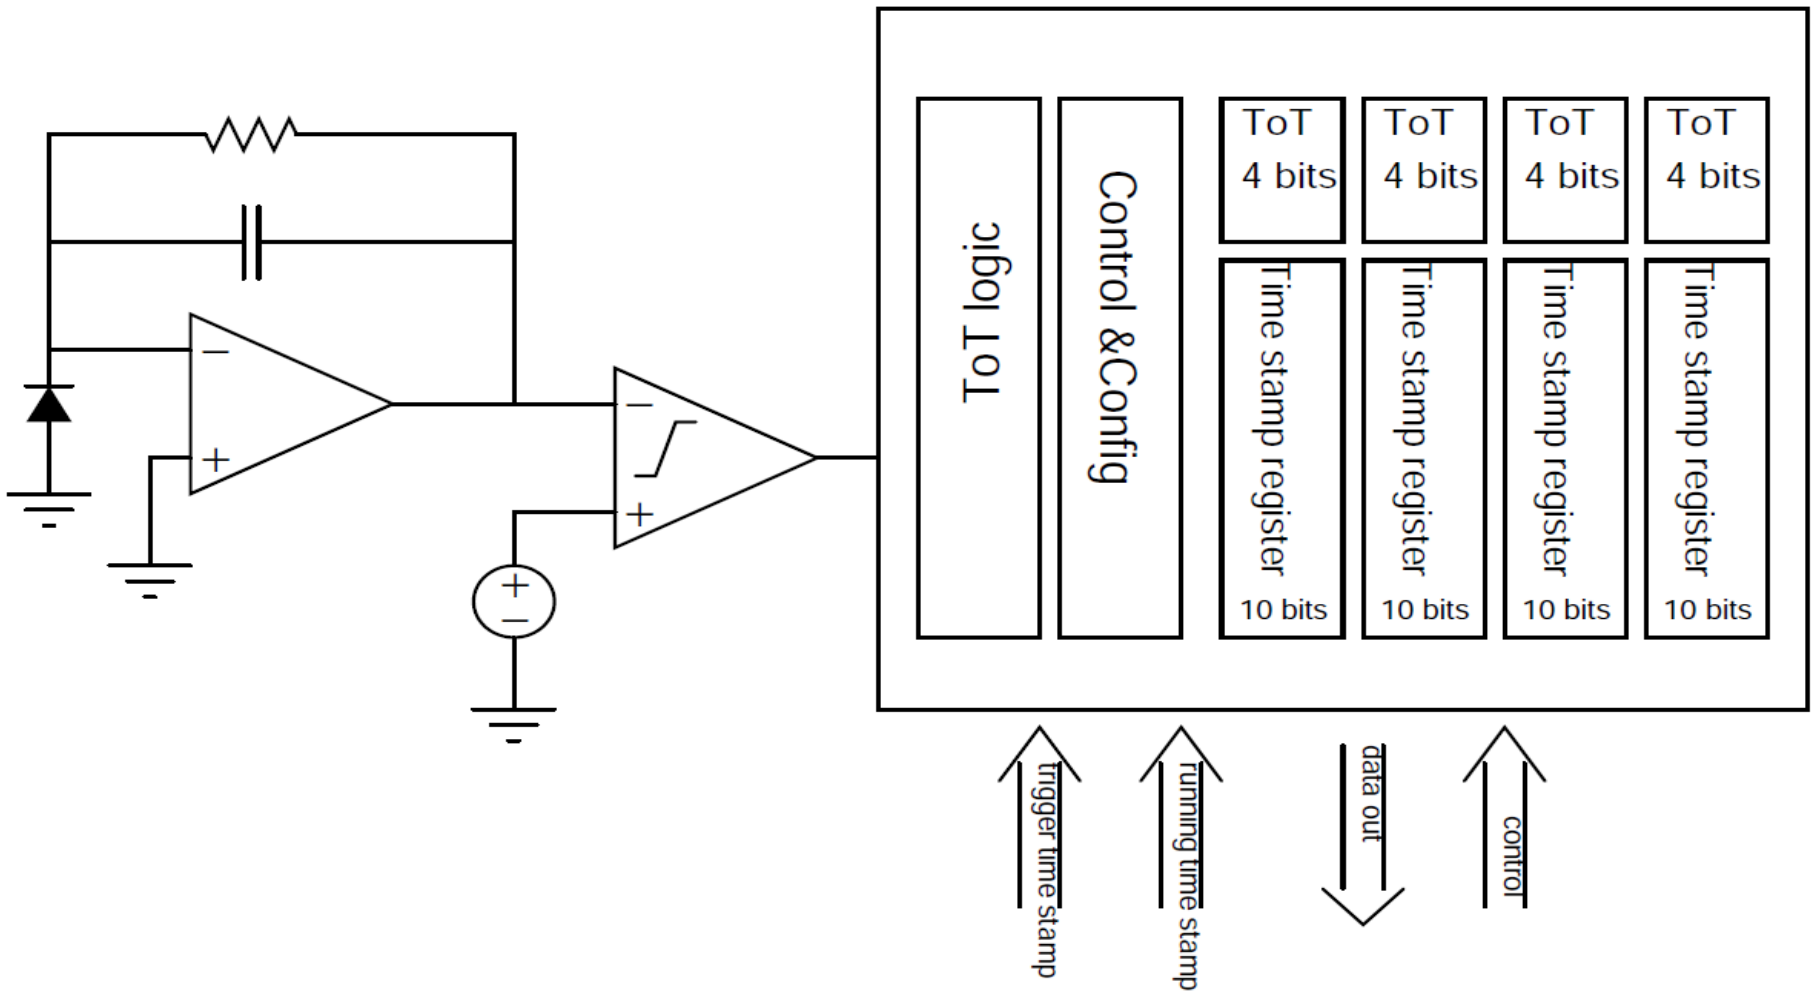 ToT logic
Control &Config
ToT
4 bits
ToT
4 bits
ToT
4 bits
ToT
4 bits
Time stamp register
10 bits
Time stamp register
10 bits
Time stamp register
10 bits
Time stamp register
10 bits
−
+
−
+
+
−
trigger time stamp
running time stamp
data out
control